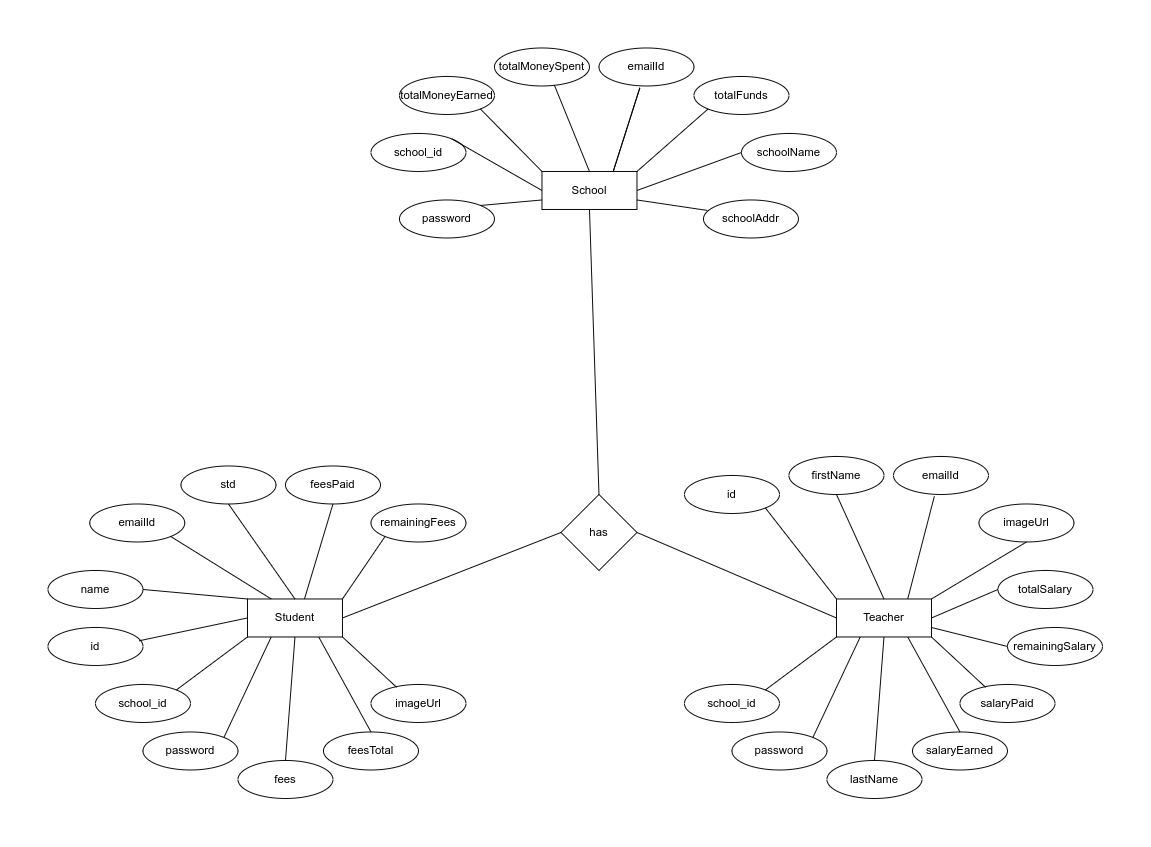 totalMoneySpent
emailId
totalMoneyEarned
totalFunds
school_id
schoolName
School
password
schoolAddr
std
feesPaid
emailId
remainingFees
name
id
Student
school_id
imageUrl
password
feesTotal
fees
has
firstName
emailId
id
imageUrl
totalSalary
Teacher
remainingSalary
school_id
salaryPaid
password
salaryEarned
lastName